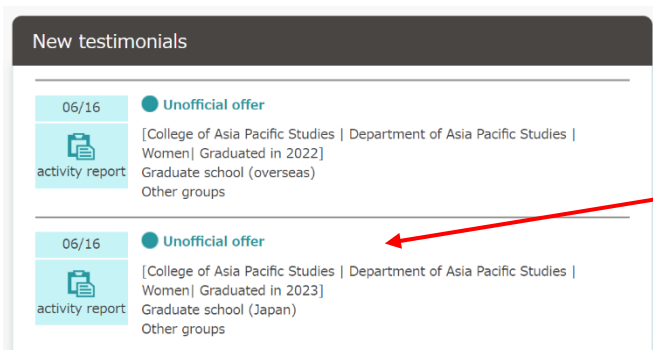 New testimonials
06/16
Unofficial offer
activity report
[College of Asia Pacific Studies | Department of Asia Pacific Studies |
Women| Graduated in 2022]
Graduate school (overseas)
Other groups
06/16
Unofficial offer
activity report
[College of Asia Pacific Studies | Department of Asia Pacific Studies |
Women| Graduated in 2023]
Graduate school (Japan)
Other groups